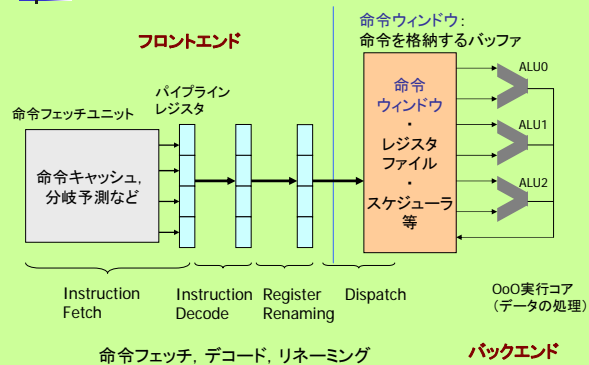 命令ウィンドウ：
命令を格納するバッファ
フロントエンド
パイプライン
レジスタ
命令フェッチユニット
命令キャッシュ，
分岐予測など
命令
ウィンドウ
・
レジスタ
ファイル
・
スケジューラ
等
ALU0
ALU1
ALU2
Instruction
Fetch
Instruction
Decode
Register
Renaming
Dispatch
OoO実行コア
（データの処理）
命令フェッチ，デコード，リネーミング
バックエンド